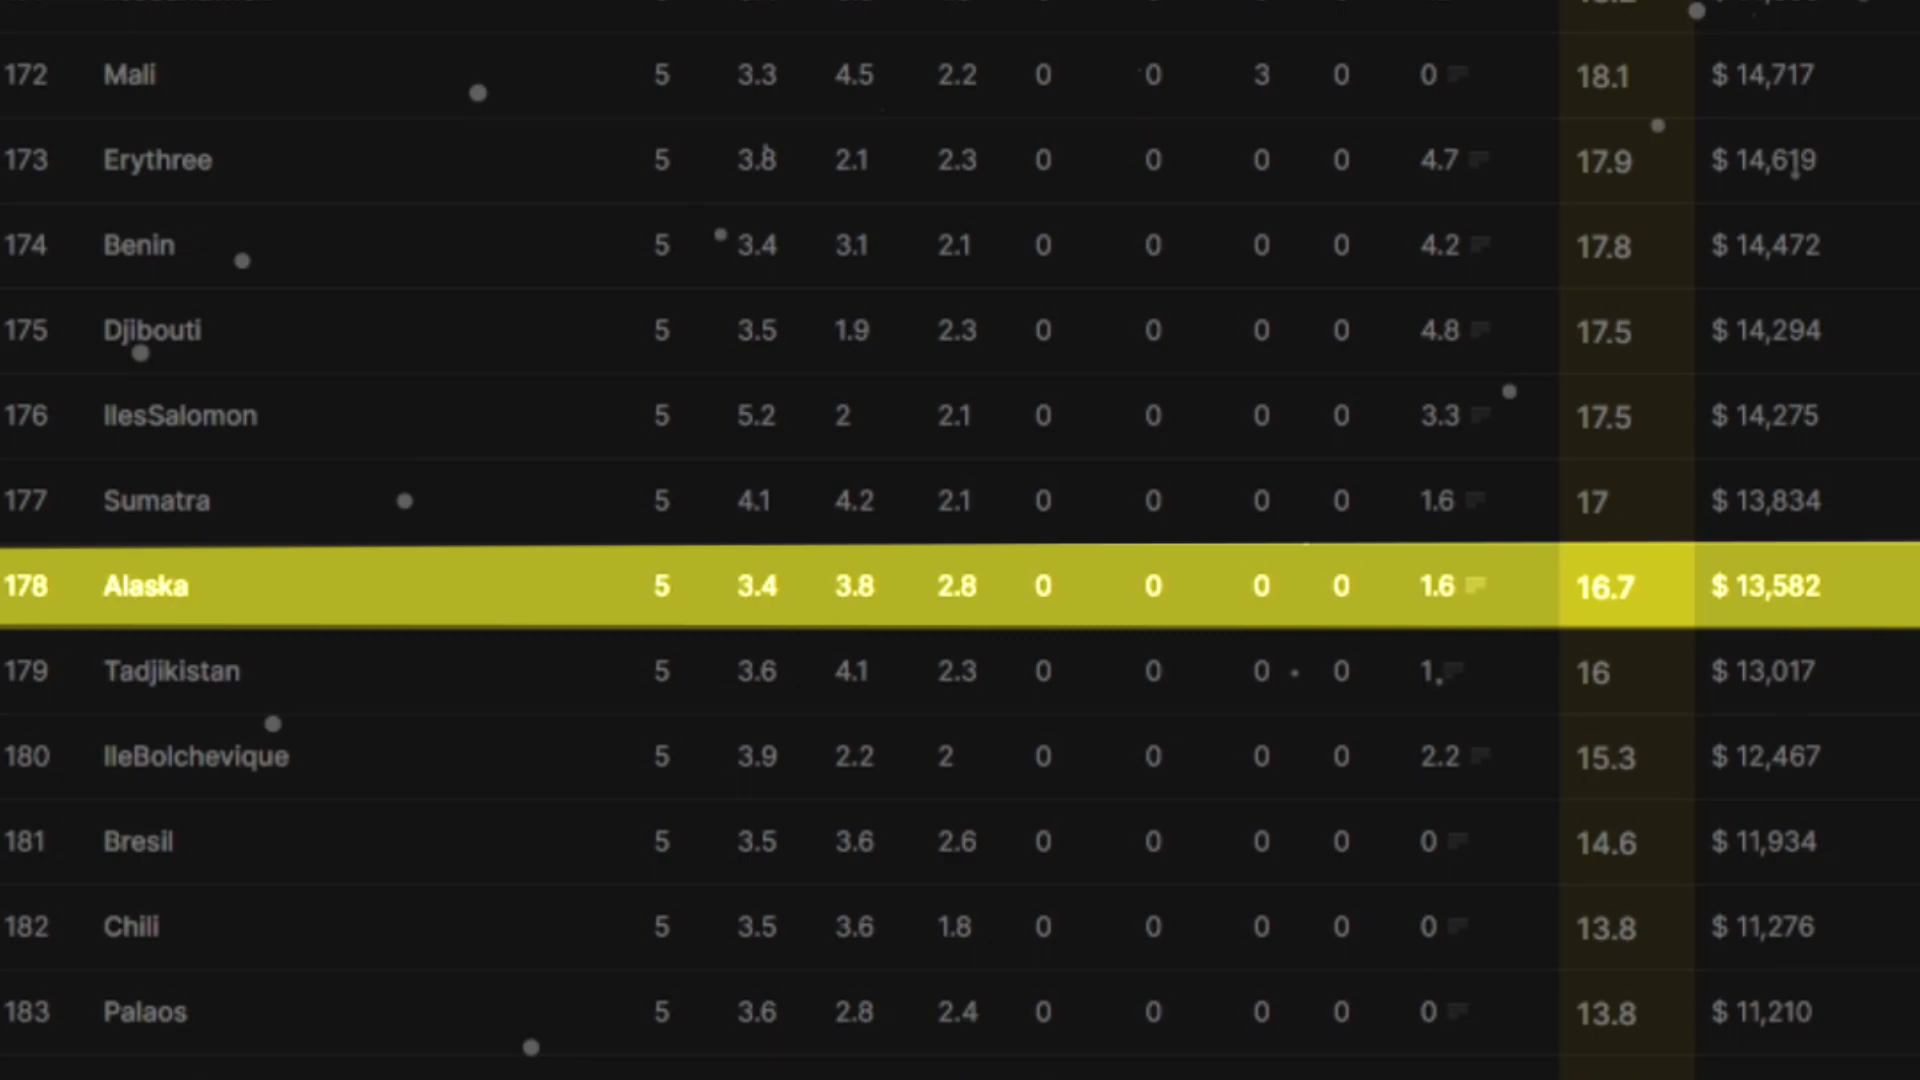 172 Mali 5 3.3 4.5 2.2 0 0 3 0 0 18.1 $ 14,717
173 Erythree 5 3.8 2.1 2.3 0 0 0 0 4.7 17.9 $ 14,619
174 Benin 5 3.4 3.1 2.1 0 0 0 0 4.2 17.8 $ 14,472
175 Djibouti 5 3.5 1.9 2.3 0 0 0 0 4.8 17.5 $ 14,294
176 IlesSalomon 5 5.2 2 2.1 0 0 0 0 3.3 17.5 $ 14,275
177 Sumatra 5 4.1 4.2 2.1 0 0 0 0 1.6 17 $ 13,834
178 Alaska 5 3.4 3.8 2.8 0 0 0 0 1.6 16.7 $ 13,582
179 Tadjikistan 5 3.6 4.1 2.3 0 0 0 0 16 $ 13,017
180 IleBolchevique 5 3.9 2.2 2 0 0 0 0 2.2 15.3 $ 12,467
181 Bresil 5 3.5 3.6 2.6 0 0 0 0 0 14.6 $ 11,934
182 Chili 5 3.5 3.6 1.8 0 0 0 0 0 13.8 $ 11,276
183 Palaos 5 3.6 2.8 2.4 0 0 0 0 0 13.8 $ 11,210